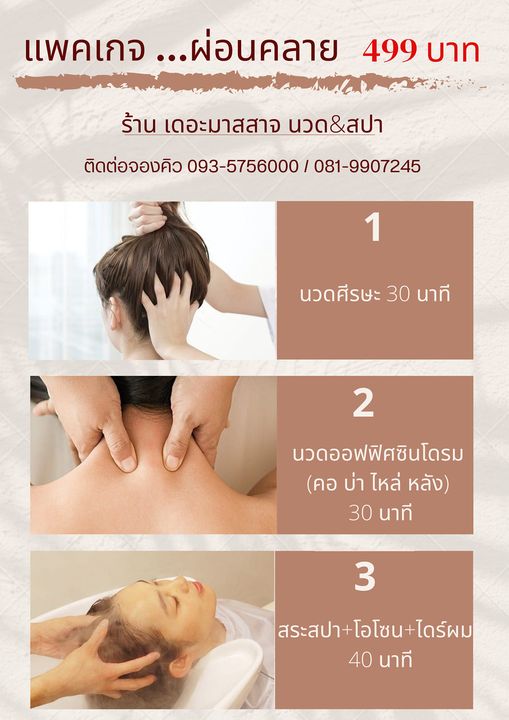 แพคเกจ ...ผ่อนคลาย 499 บาท
ร้าน เดอะมาสสาจ นวด&สปา
ติดต่อจองคิว 093-5756000 / 081-9907245
1
นวดศีรษะ 30 นาที
2
นวดออฟฟิศซินโดรม
(คอ บ่า ไหล่ หลัง)
30 นาที
3
สระสปา+โอโซน+ไดร์ผม
40 นาที